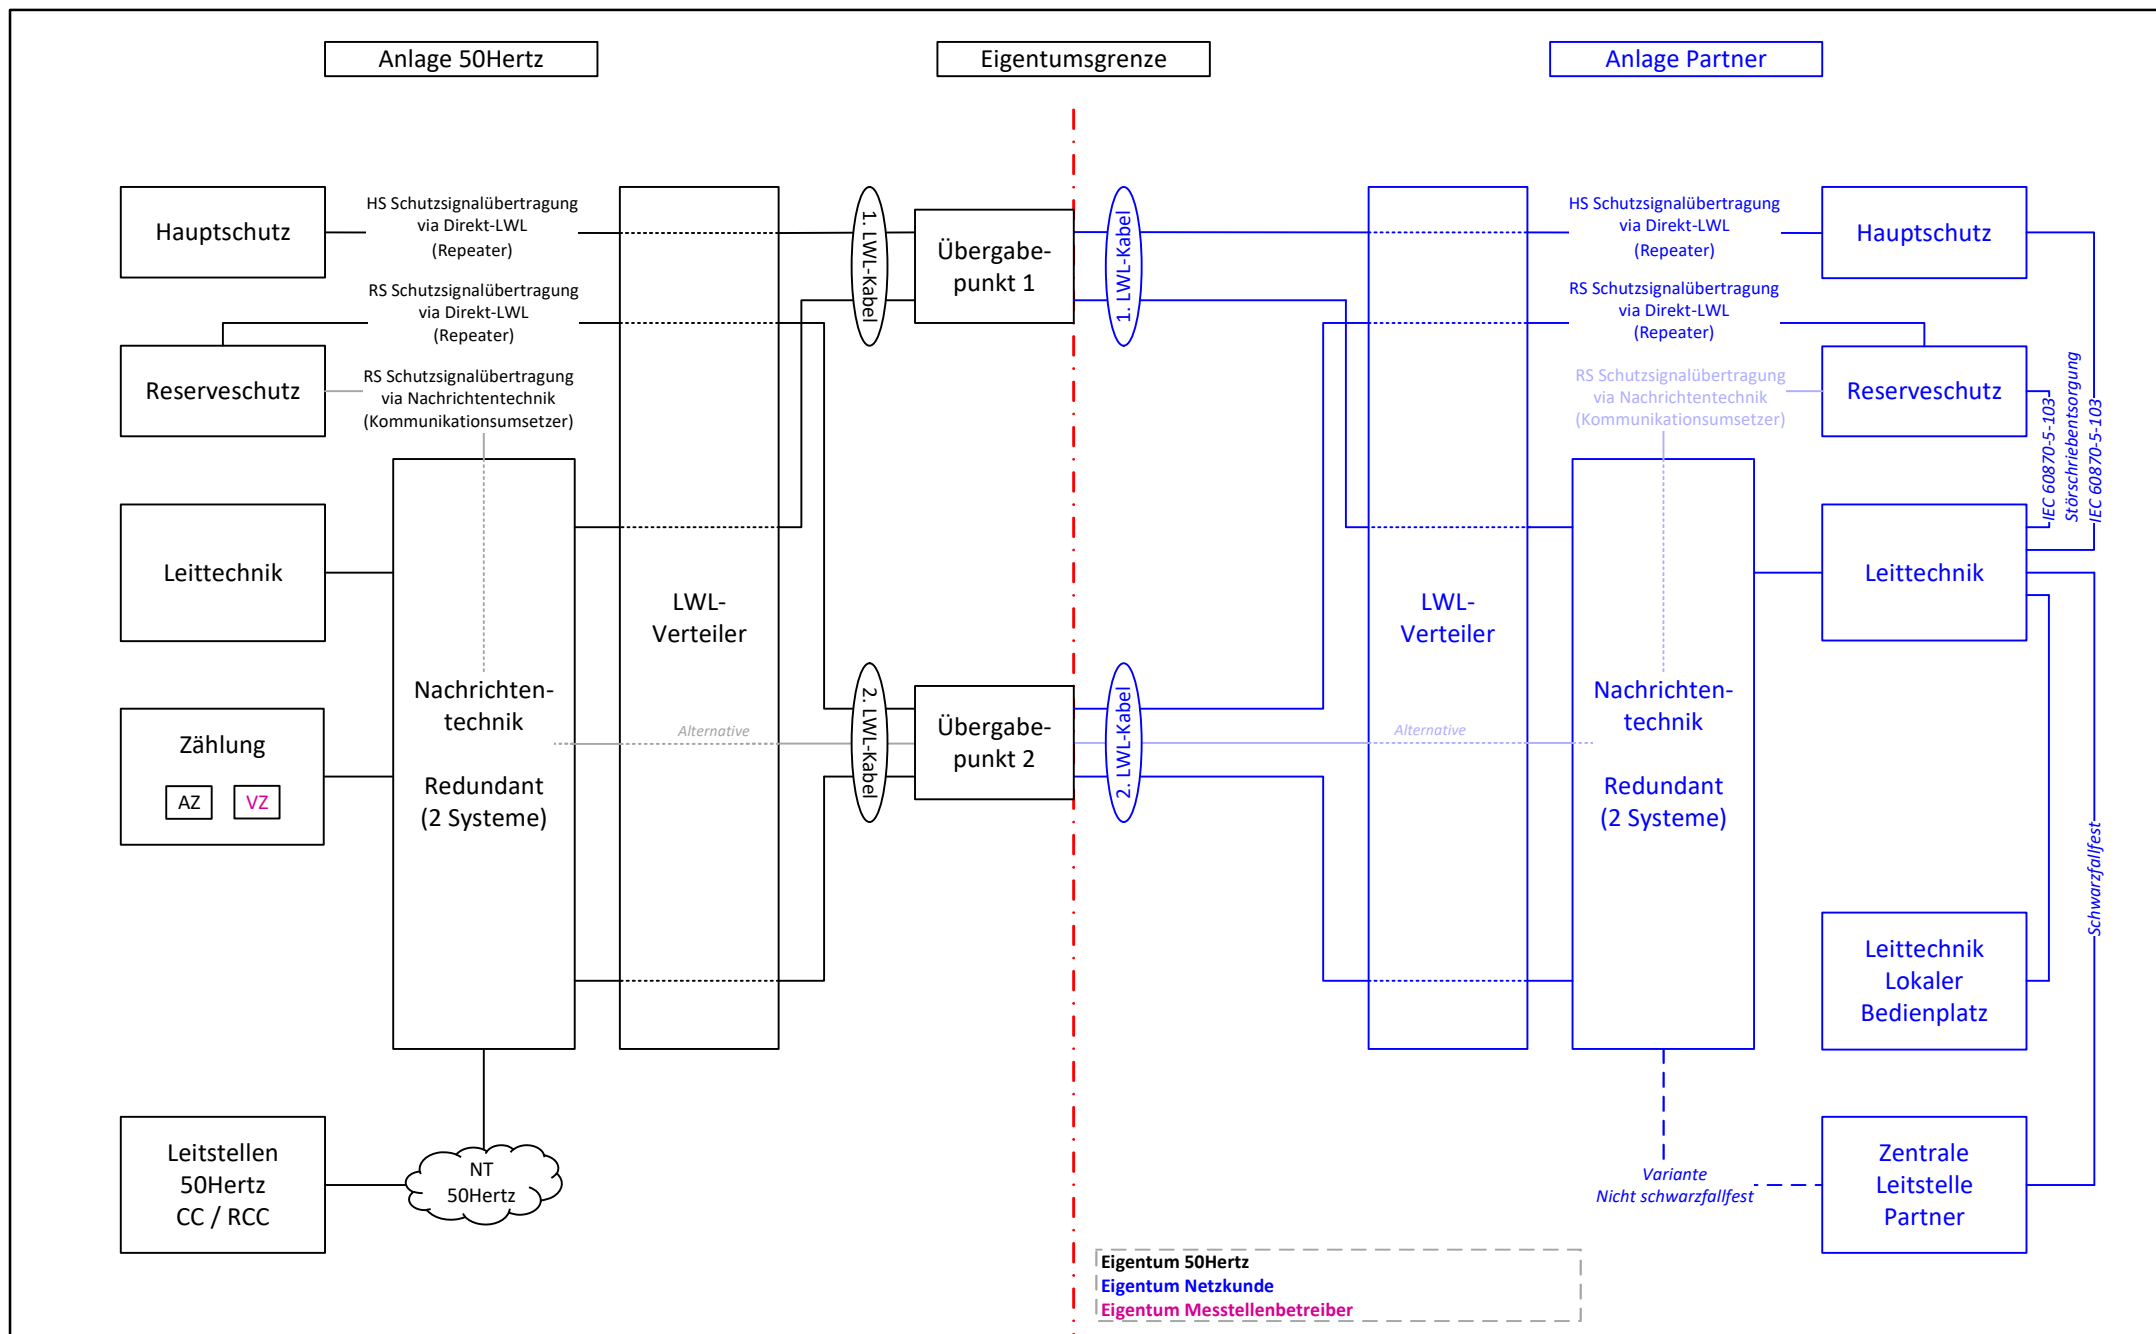 Anlage 50Hertz
Eigentumsgrenze
Anlage Partner
Hauptschutz
HS Schutzsignalübertragung
via Direkt-LWL
(Repeater)
RS Schutzsignalübertragung
via Direkt-LWL
(Repeater)
Reserveschutz
RS Schutzsignalübertragung
via Nachrichtentechnik
(Kommunikationsumsetzer)
Leittechnik
Zählung
AZ
VZ
Nachrichten-
technik
Redundant
(2 Systeme)
LWL-
Verteiler
Alternative
Leitstellen
50Hertz
CC / RCC
NT
50Hertz
1. LWL-Kabel
Übergabe-
punkt 1
1. LWL-Kabel
2. LWL-Kabel
Übergabe-
punkt 2
2. LWL-Kabel
LWL-
Verteiler
Alternative
HS Schutzsignalübertragung
via Direkt-LWL
(Repeater)
RS Schutzsignalübertragung
via Direkt-LWL
(Repeater)
RS Schutzsignalübertragung
via Nachrichtentechnik
(Kommunikationsumsetzer)
Nachrichten-
technik
Redundant
(2 Systeme)
Hauptschutz
Reserveschutz
IEC 60870-5-103
Störschriebentsorgung
IEC 60870-5-103
Leittechnik
Schwarzfallfest
Leittechnik
Lokaler
Bedienplatz
Variante
Nicht schwarzfallfest
Zentrale
Leitstelle
Partner
Eigentum 50Hertz
Eigentum Netzkunde
Eigentum Messtellenbetreiber